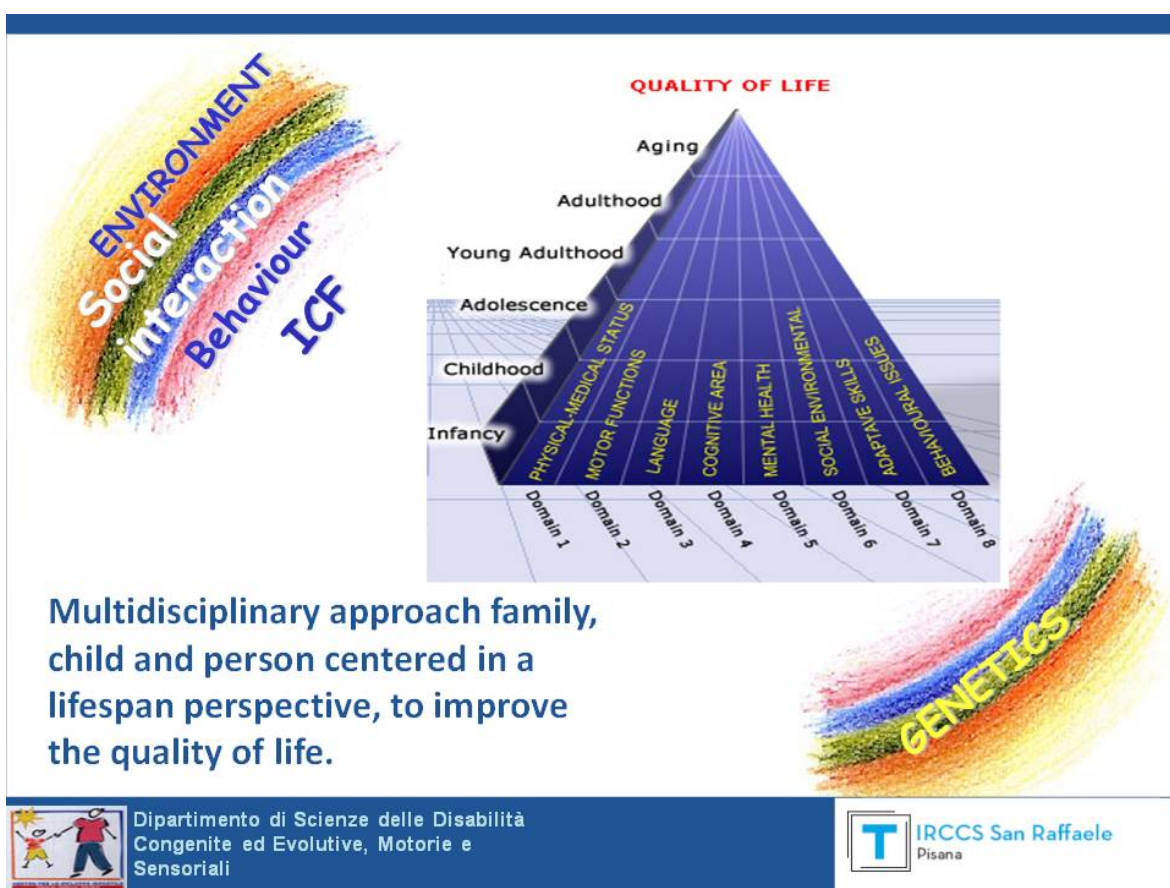 ENVIRONMENT
Social
interaction
Behaviour
ICF
QUALITY OF LIFE
Aging
Adulthood
Young Adulthood
Adolescence
Childhood
Infancy
PHYSICAL-MEDICAL STATUS
MOTOR FUNCTIONS
LANGUAGE
COGNITIVE AREA
MENTAL HEALTH
SOCIAL ENVIRONMENTAL
ADAPTAVE SKILLS
BEHAVIOURAL ISSUES
Domain 1
Domain 2
Domain 3
Domain 4
Domain 5
Domain 6
Domain 7
Domain 8
GENETICS
Multidisciplinary approach family,
child and person centered in a
lifespan perspective, to improve
the quality of life.
Dipartimento di Scienze delle Disabilità
Congenite ed Evolutive, Motorie e
Sensoriali
T
IRCCS San Raffaele
Pisana